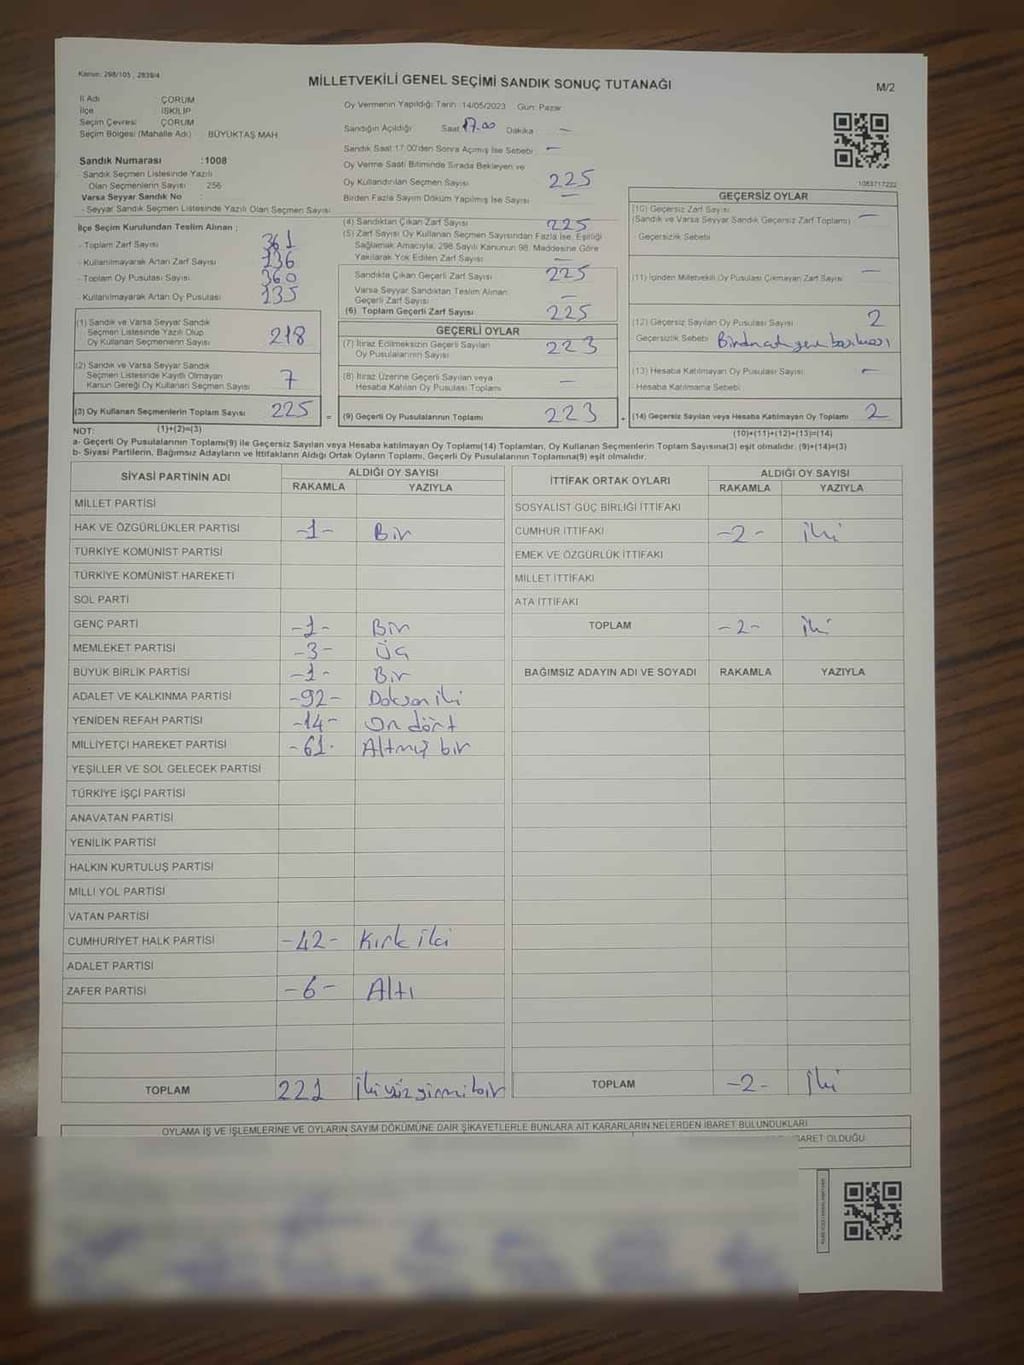 Kanun: 298/105, 2839/4
MİLLETVEKİLİ GENEL SEÇİMİ SANDIK SONUÇ TUTANAĞI
M/2
İl Adı : ÇORUM
İlçe : İSKİLİP
Seçim Çevresi : ÇORUM
Seçim Bölgesi (Mahalle Adı) : BÜYÜKTAŞ MAH
Sandık Numarası : 1008
Sandık Seçmen Listesinde Yazılı
Olan Seçmenlerin Sayısı : 256
Varsa Seyyar Sandık No :
- Seyyar Sandık Seçmen Listesinde Yazılı Olan Seçmen Sayısı :
İlçe Seçim Kurulundan Teslim Alınan ;
- Toplam Zarf Sayısı : 361
- Kullanılmayarak Artan Zarf Sayısı : 136
- Toplam Oy Pusulası Sayısı : 360
- Kullanılmayarak Artan Oy Pusulası : 135
(1) Sandık ve Varsa Seyyar Sandık
Seçmen Listesinde Yazılı Olup
Oy Kullanan Seçmenlerin Sayısı : 218
(2) Sandık ve Varsa Seyyar Sandık
Seçmen Listesinde Kayıtlı Olmayan
Kanun Gereği Oy Kullanan Seçmen Sayısı : 7
(3) Oy Kullanan Seçmenlerin Toplam Sayısı : 225
(1)+(2)=(3)
Oy Vermenin Yapıldığı Tarih : 14/05/2023 Gün: Pazar
Sandığın Açıldığı Saat 17.00 Dakika : —
Sandık Saat 17:00'den Sonra Açılmış İse Sebebi : —
Oy Verme Saati Bitiminde Sırada Bekleyen ve
Oy Kullandırılan Seçmen Sayısı : 225
Birden Fazla Sayım Döküm Yapılmış İse Sayısı : —
(4) Sandıktan Çıkan Zarf Sayısı : 225
(5) Zarf Sayısı Oy Kullanan Seçmen Sayısından Fazla İse, Eşitliği
Sağlamak Amacıyla, 298 Sayılı Kanunun 98. Maddesine Göre
Yakılarak Yok Edilen Zarf Sayısı : —
Sandıkta Çıkan Geçerli Zarf Sayısı : 225
Varsa Seyyar Sandıktan Teslim Alınan
Geçerli Zarf Sayısı : —
(6) Toplam Geçerli Zarf Sayısı : 225
GEÇERLİ OYLAR
(7) İtiraz Edilmeksizin Geçerli Sayılan
Oy Pusulalarının Sayısı : 223
(8) İtiraz Üzerine Geçerli Sayılan veya
Hesaba Katılan Oy Pusulası Toplamı : —
= (9) Geçerli Oy Pusulalarının Toplamı : 223
1083717222
GEÇERSİZ OYLAR
(10) Geçersiz Zarf Sayısı : —
(Sandık ve Varsa Seyyar Sandık Geçersiz Zarf Toplamı)
Geçersizlik Sebebi :
(11) İçinden Milletvekili Oy Pusulası Çıkmayan Zarf Sayısı : —
(12) Geçersiz Sayılan Oy Pusulası Sayısı : 2
Geçersizlik Sebebi :
(13) Hesaba Katılmayan Oy Pusulası Sayısı : —
- Hesaba Katılmama Sebebi :
+ (14) Geçersiz Sayılan veya Hesaba Katılmayan Oy Toplamı : 2
(10)+(11)+(12)+(13)=(14)
NOT:
a- Geçerli Oy Pusulalarının Toplamı(9) ile Geçersiz Sayılan veya Hesaba katılmayan Oy Toplamı(14) Toplamları, Oy Kullanan Seçmenlerin Toplam Sayısına(3) eşit olmalıdır. (9)+(14)=(3)
b- Siyasi Partilerin, Bağımsız Adayların ve İttifakların Aldığı Ortak Oyların Toplamı, Geçerli Oy Pusulalarının Toplamına(9) eşit olmalıdır.
SİYASİ PARTİNİN ADI ALDIĞI OY SAYISI
RAKAMLA YAZIYLA
MİLLET PARTİSİ
HAK VE ÖZGÜRLÜKLER PARTİSİ -1- Bir
TÜRKİYE KOMÜNİST PARTİSİ
TÜRKİYE KOMÜNİST HAREKETİ
SOL PARTİ
GENÇ PARTİ -1- Bir
MEMLEKET PARTİSİ -3- Üç
BÜYÜK BİRLİK PARTİSİ -1- Bir
ADALET VE KALKINMA PARTİSİ -92- Doksan iki
YENİDEN REFAH PARTİSİ -14- On dört
MİLLİYETÇİ HAREKET PARTİSİ -61- Altmış bir
YEŞİLLER VE SOL GELECEK PARTİSİ
TÜRKİYE İŞÇİ PARTİSİ
ANAVATAN PARTİSİ
YENİLİK PARTİSİ
HALKIN KURTULUŞ PARTİSİ
MİLLİ YOL PARTİSİ
VATAN PARTİSİ
CUMHURİYET HALK PARTİSİ -42- Kırk iki
ADALET PARTİSİ
ZAFER PARTİSİ -6- Altı
TOPLAM 221 İki yüz yirmi bir
İTTİFAK ORTAK OYLARI ALDIĞI OY SAYISI
RAKAMLA YAZIYLA
SOSYALİST GÜÇ BİRLİĞİ İTTİFAKI
CUMHUR İTTİFAKI -2- iki
EMEK VE ÖZGÜRLÜK İTTİFAKI
MİLLET İTTİFAKI
ATA İTTİFAKI
TOPLAM -2- iki
BAĞIMSIZ ADAYIN ADI VE SOYADI RAKAMLA YAZIYLA
TOPLAM -2- iki
OYLAMA İŞ VE İŞLEMLERİNE VE OYLARIN SAYIM DÖKÜMÜNE DAİR ŞİKAYETLERLE BUNLARA AİT KARARLARIN NELERDEN İBARET BULUNDUKLARI
BARET OLDUĞU